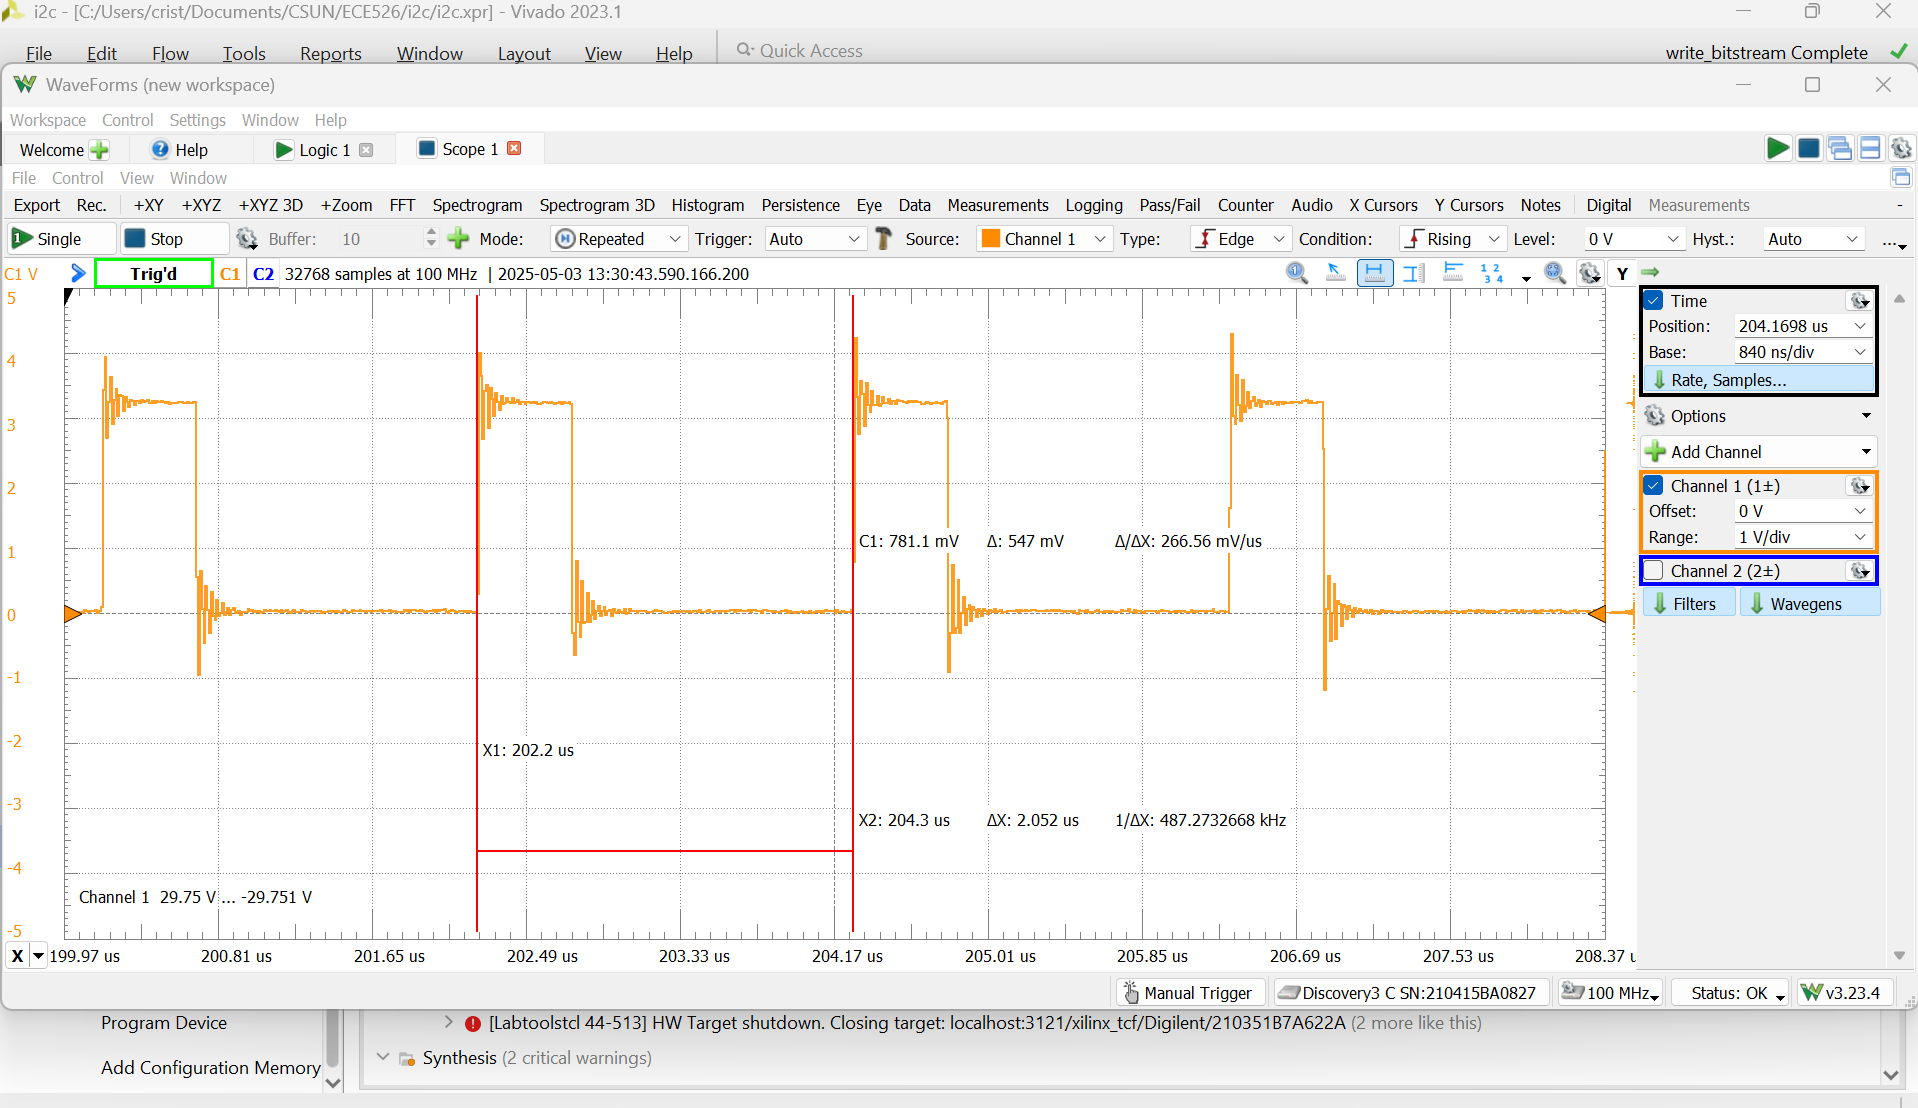 i2c - [C:/Users/crist/Documents/CSUN/ECE526/i2c/i2c.xpr] - Vivado 2023.1
File Edit Flow Tools Reports Window Layout View Help Quick Access write_bitstream Complete
WaveForms (new workspace)
Workspace Control Settings Window Help
Welcome Help Logic 1 Scope 1
File Control View Window
Export Rec. +XY +XYZ +XYZ 3D +Zoom FFT Spectrogram Spectrogram 3D Histogram Persistence Eye Data Measurements Logging Pass/Fail Counter Audio X Cursors Y Cursors Notes Digital Measurements -
Single Stop Buffer: 10 Mode: Repeated Trigger: Auto Source: Channel 1 Type: Edge Condition: Rising Level: 0 V Hyst.: Auto ...
C1 V Trig'd C1 C2 32768 samples at 100 MHz | 2025-05-03 13:30:43.590.166.200 Y
5
4
3
2
1
0
-1
-2
-3
-4
-5
C1: 781.1 mV Δ: 547 mV Δ/ΔX: 266.56 mV/us
X1: 202.2 us
X2: 204.3 us ΔX: 2.052 us 1/ΔX: 487.2732668 kHz
Channel 1 29.75 V ... -29.751 V
X 199.97 us 200.81 us 201.65 us 202.49 us 203.33 us 204.17 us 205.01 us 205.85 us 206.69 us 207.53 us 208.37 u
Time
Position: 204.1698 us
Base: 840 ns/div
Rate, Samples...
Options
Add Channel
Channel 1 (1±)
Offset: 0 V
Range: 1 V/div
Channel 2 (2±)
Filters Wavegens
Manual Trigger Discovery3 C SN:210415BA0827 100 MHz Status: OK v3.23.4
Program Device
Add Configuration Memory
[Labtoolstcl 44-513] HW Target shutdown. Closing target: localhost:3121/xilinx_tcf/Digilent/210351B7A622A (2 more like this)
Synthesis (2 critical warnings)